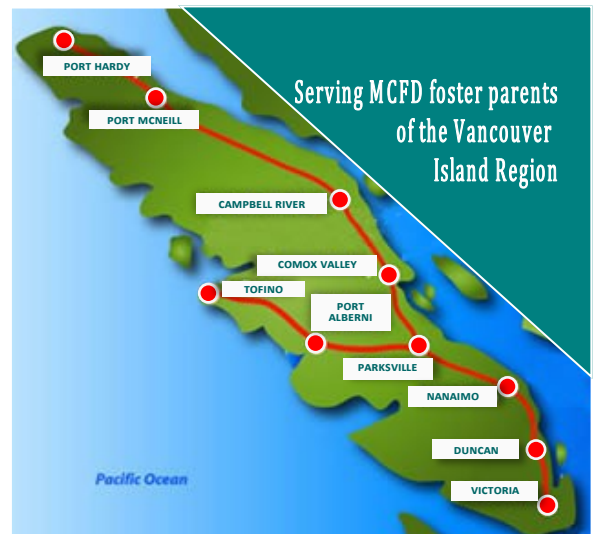 Serving MCFD foster parents
of the Vancouver
Island Region
PORT HARDY
PORT MCNEILL
CAMPBELL RIVER
COMOX VALLEY
TOFINO
PORT
ALBERNI
PARKSVILLE
NANAIMO
DUNCAN
VICTORIA
Pacific Ocean